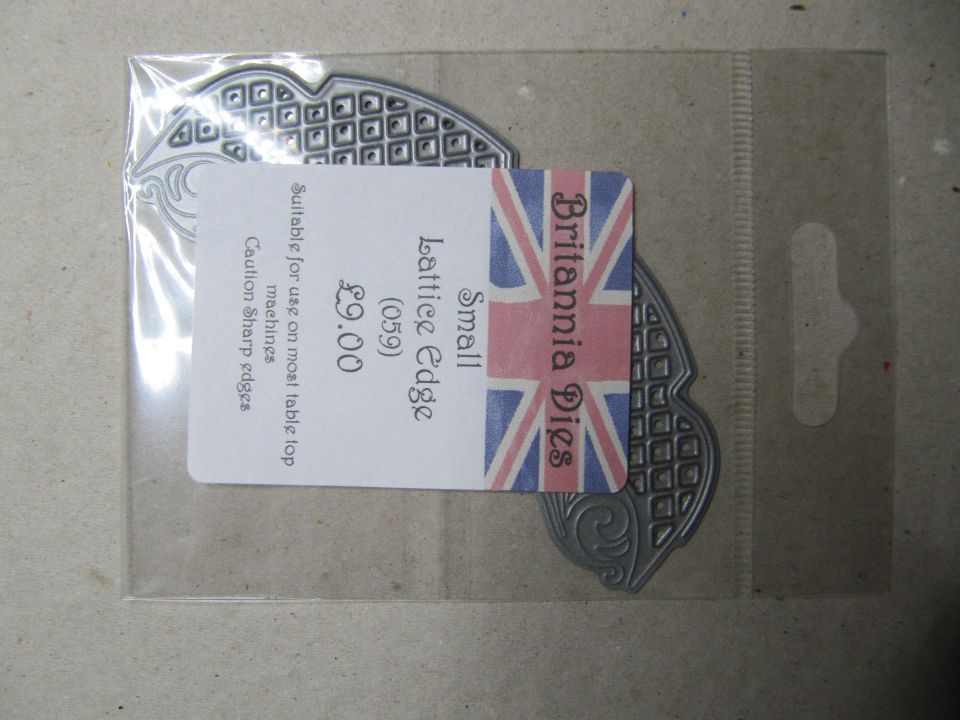 Britannia Dies
Small
Lattice Edge
(059)
£9.00
Suitable for use on most table top
machines
Caution Sharp edges